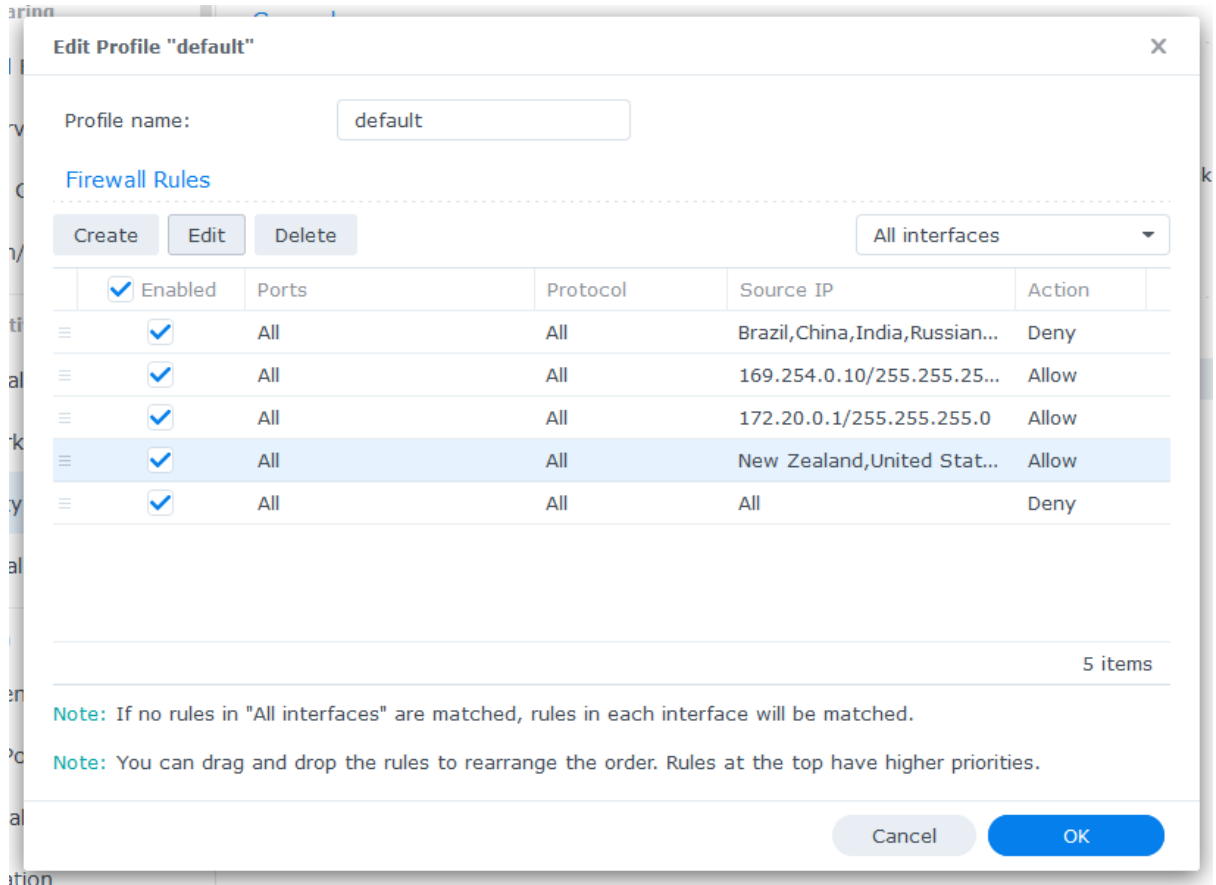 aring
Edit Profile "default"
Profile name: default
Firewall Rules
Create Edit Delete All interfaces
Enabled Ports Protocol Source IP Action
All All Brazil,China,India,Russian... Deny
All All 169.254.0.10/255.255.25... Allow
All All 172.20.0.1/255.255.255.0 Allow
All All New Zealand,United Stat... Allow
All All All Deny
5 items
Note: If no rules in "All interfaces" are matched, rules in each interface will be matched.
Note: You can drag and drop the rules to rearrange the order. Rules at the top have higher priorities.
Cancel OK
ation